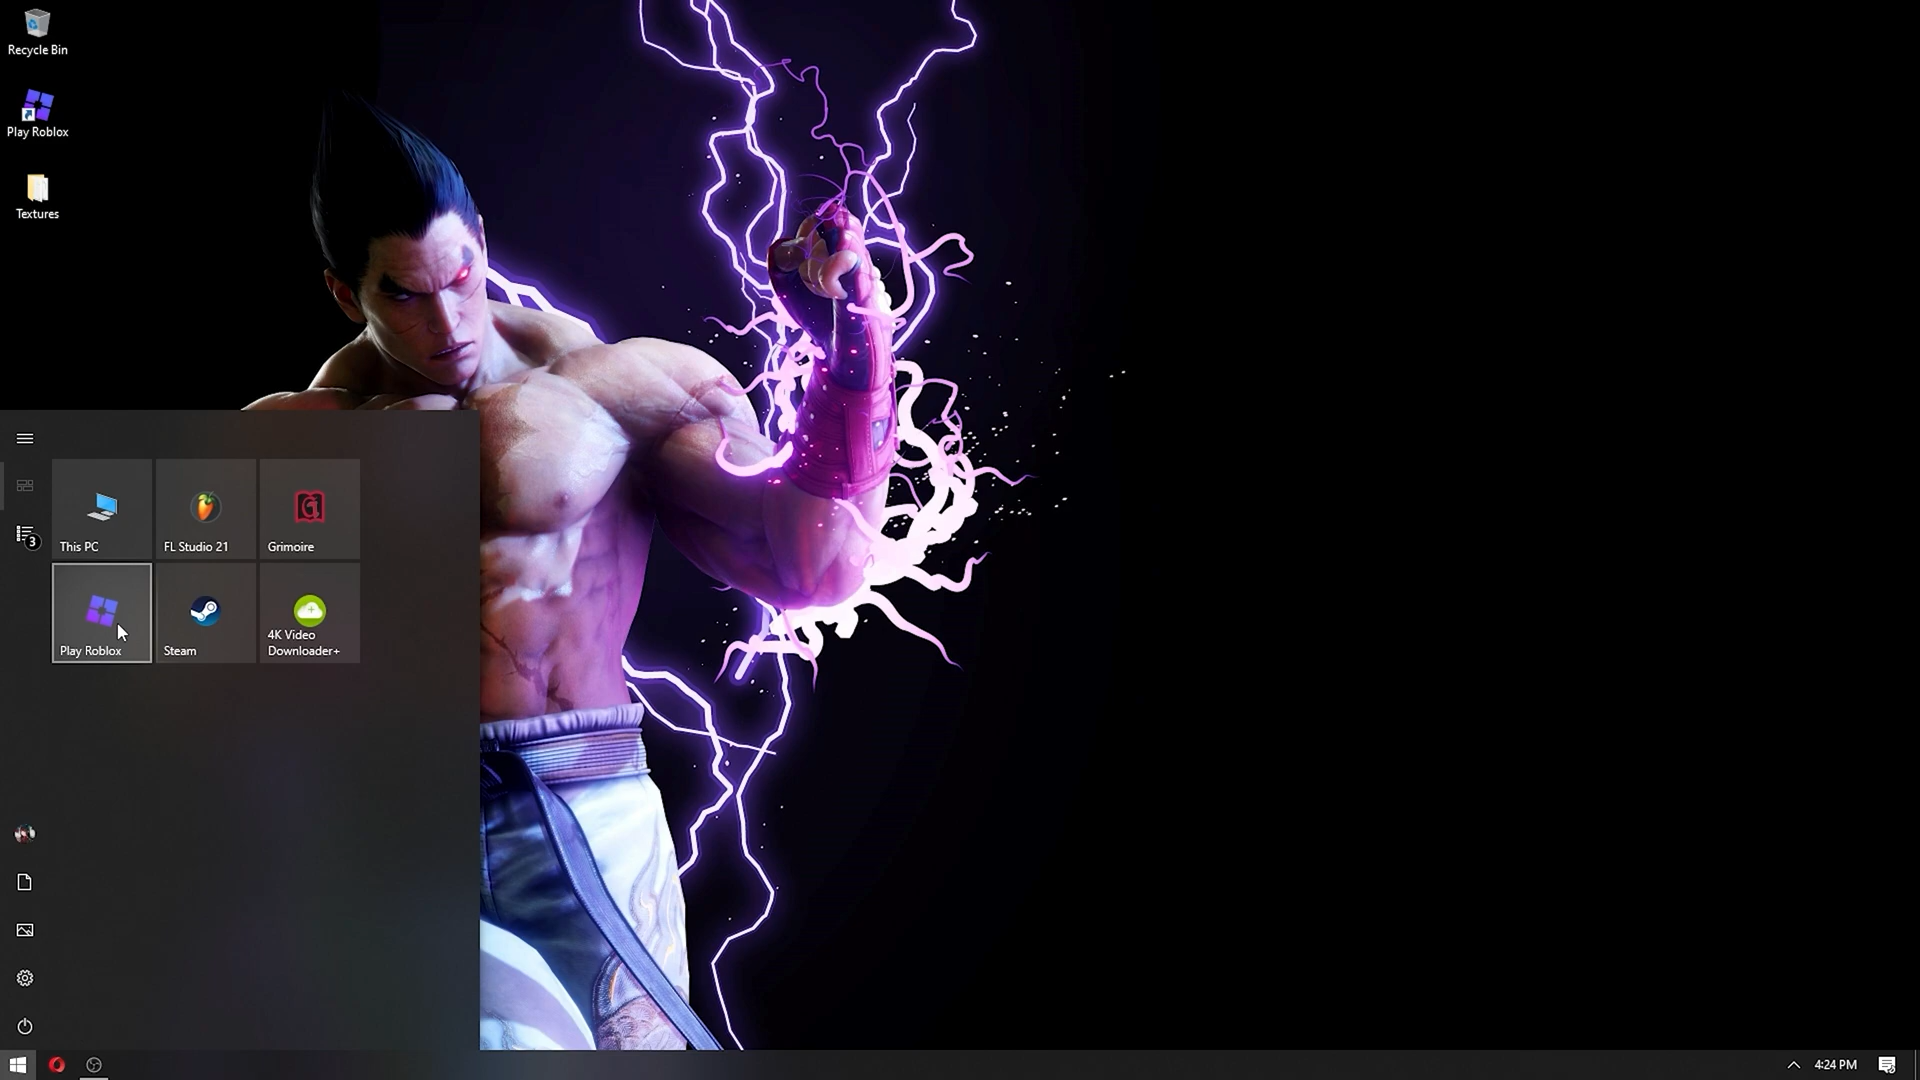 Recycle Bin
Play Roblox
Textures
3
This PC
FL Studio 21
Grimoire
Play Roblox
Steam
4K Video
Downloader+
4:24 PM